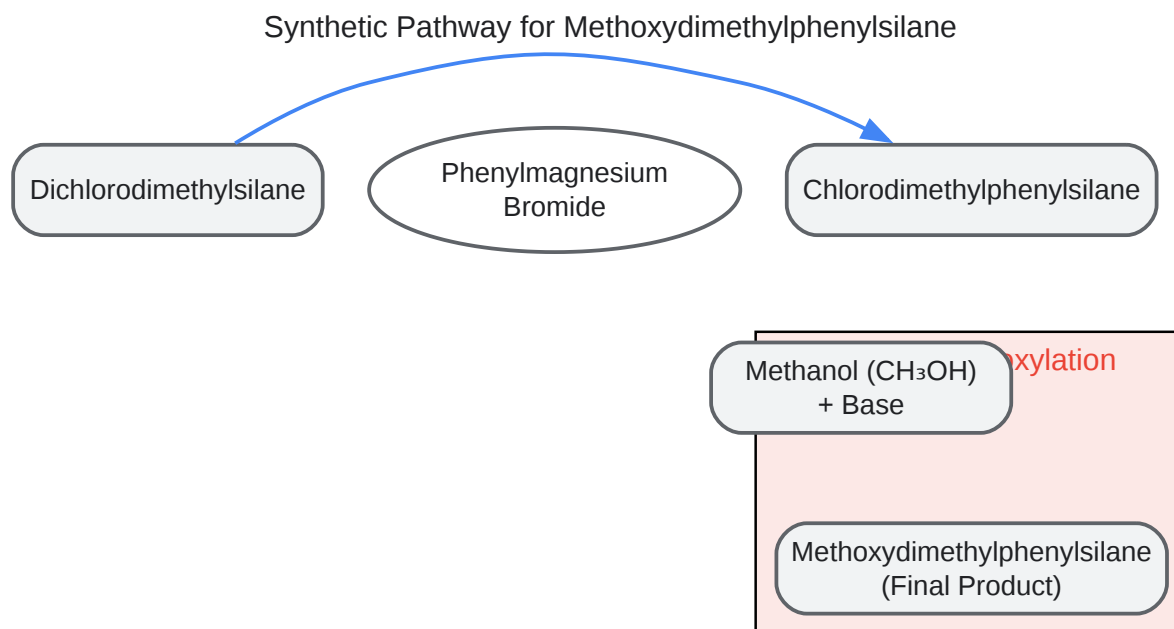 Synthetic Pathway for Methoxydimethylphenylsilane
Dichlorodimethylsilane
Phenylmagnesium
Bromide
Chlorodimethylphenylsilane
Methanol (CH₃OH)
+ Base
Methoxydimethylphenylsilane
(Final Product)